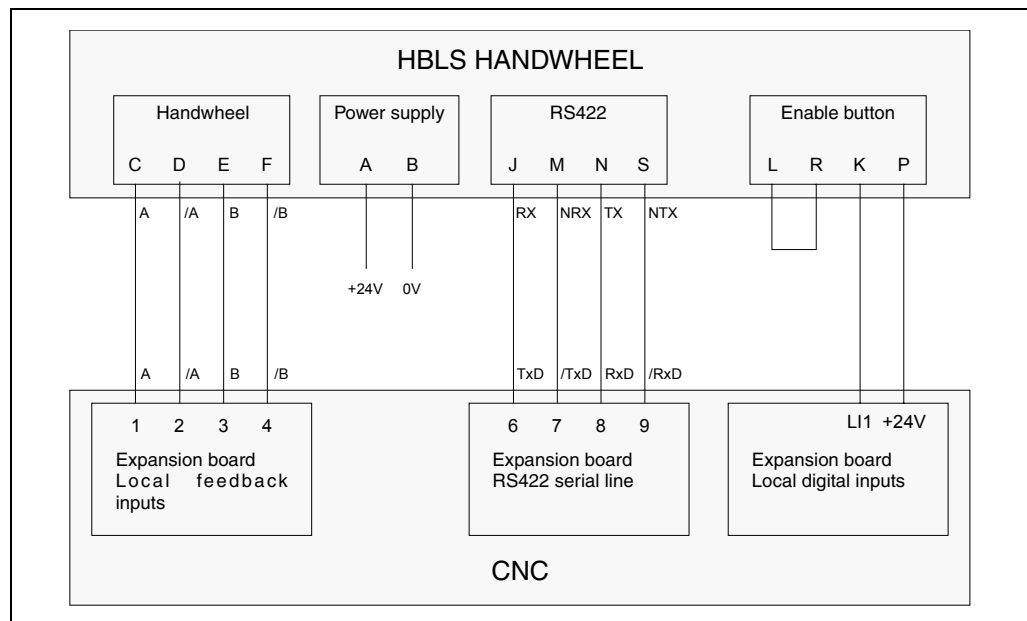 HBLS HANDWHEEL
Handwheel Power supply RS422 Enable button
C D E F A B J M N S L R K P
A /A B /B RX NRX TX NTX
+24V 0V
A /A B /B TxD /TxD RxD /RxD
1 2 3 4 6 7 8 9 LI1 +24V
Expansion board
Local feedback
inputs
Expansion board
RS422 serial line
Expansion board
Local digital inputs
CNC